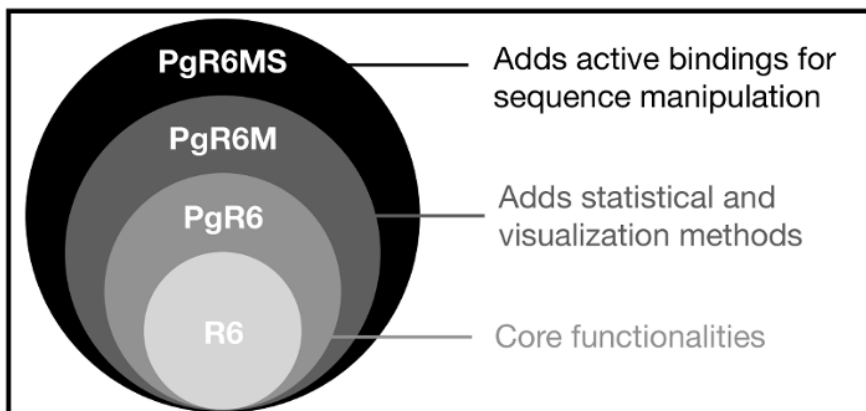 PgR6MS
Adds active bindings for
sequence manipulation
PgR6M
PgR6
Adds statistical and
visualization methods
R6
Core functionalities